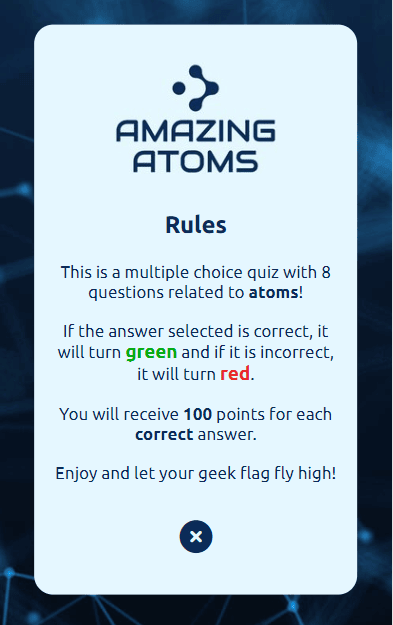 AMAZING
ATOMS
Rules
This is a multiple choice quiz with 8
questions related to atoms!
If the answer selected is correct, it
will turn green and if it is incorrect,
it will turn red.
You will receive 100 points for each
correct answer.
Enjoy and let your geek flag fly high!